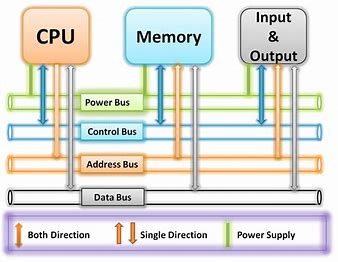 CPU
Memory
Input
&
Output
Power Bus
Control Bus
Address Bus
Data Bus
Both Direction
Single Direction
Power Supply